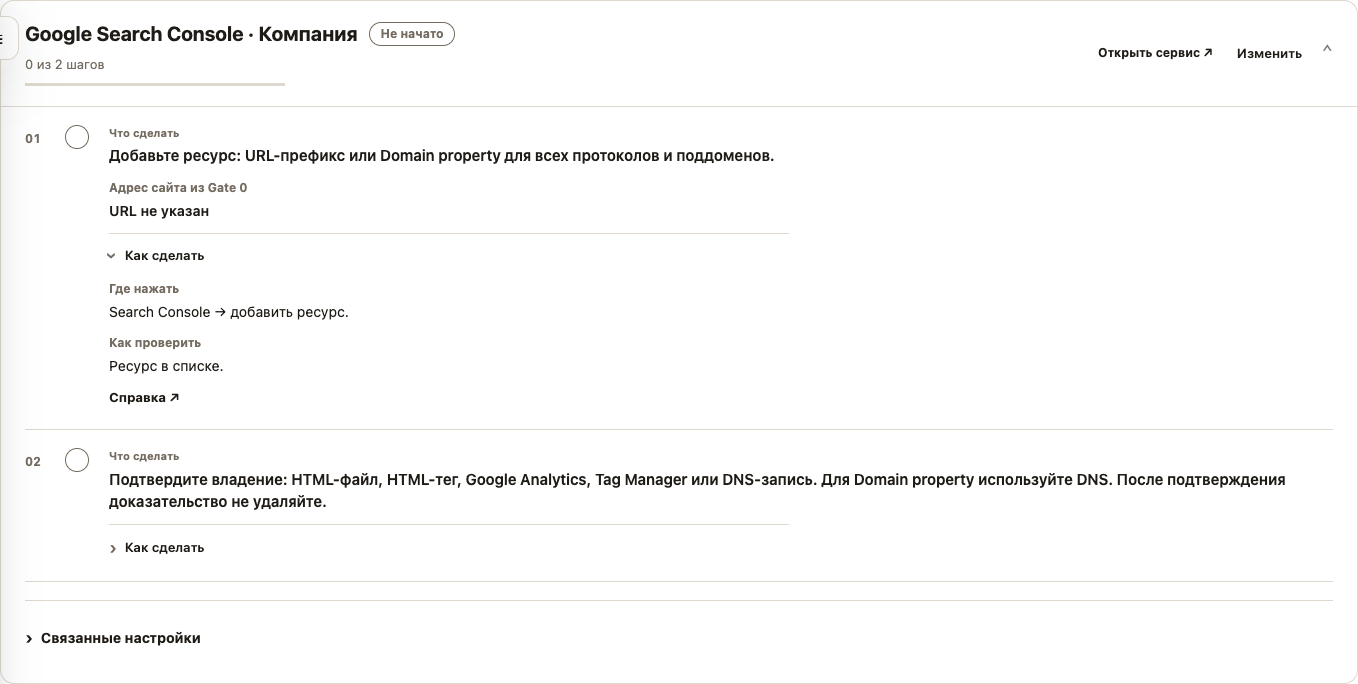 Google Search Console · Компания
Не начато
0 из 2 шагов
Открыть сервис ↗
Изменить
01
Что сделать
Добавьте ресурс: URL-префикс или Domain property для всех протоколов и поддоменов.
Адрес сайта из Gate 0
URL не указан
Как сделать
Где нажать
Search Console → добавить ресурс.
Как проверить
Ресурс в списке.
Справка ↗
02
Что сделать
Подтвердите владение: HTML-файл, HTML-тег, Google Analytics, Tag Manager или DNS-запись. Для Domain property используйте DNS. После подтверждения
доказательство не удаляйте.
Как сделать
Связанные настройки